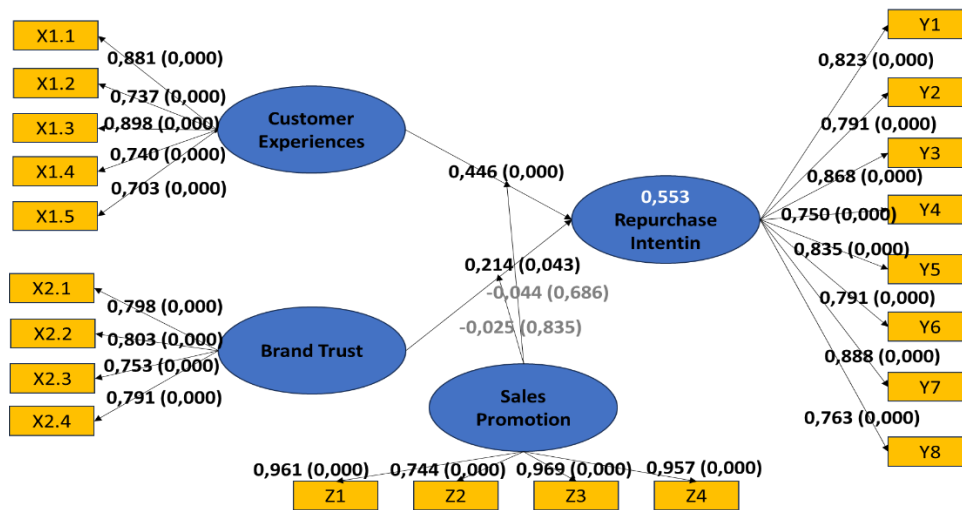 X1.1
0,881 (0,000)
X1.2
0,737 (0,000)
X1.3
0,898 (0,000)
X1.4
0,740 (0,000)
X1.5
0,703 (0,000)
Customer
Experiences
X2.1
0,798 (0,000)
X2.2
0,803 (0,000)
X2.3
0,753 (0,000)
X2.4
0,791 (0,000)
Brand Trust
0,446 (0,000)
0,214 (0,043)
-0,044 (0,686)
-0,025 (0,835)
Sales
Promotion
0,961 (0,000)
0,744 (0,000)
0,969 (0,000)
0,957 (0,000)
Z1
Z2
Z3
Z4
0,553
Repurchase
Intentin
Y1
0,823 (0,000)
Y2
0,791 (0,000)
Y3
0,868 (0,000)
Y4
0,750 (0,000)
0,835 (0,000)
Y5
0,791 (0,000)
Y6
0,888 (0,000)
Y7
0,763 (0,000)
Y8